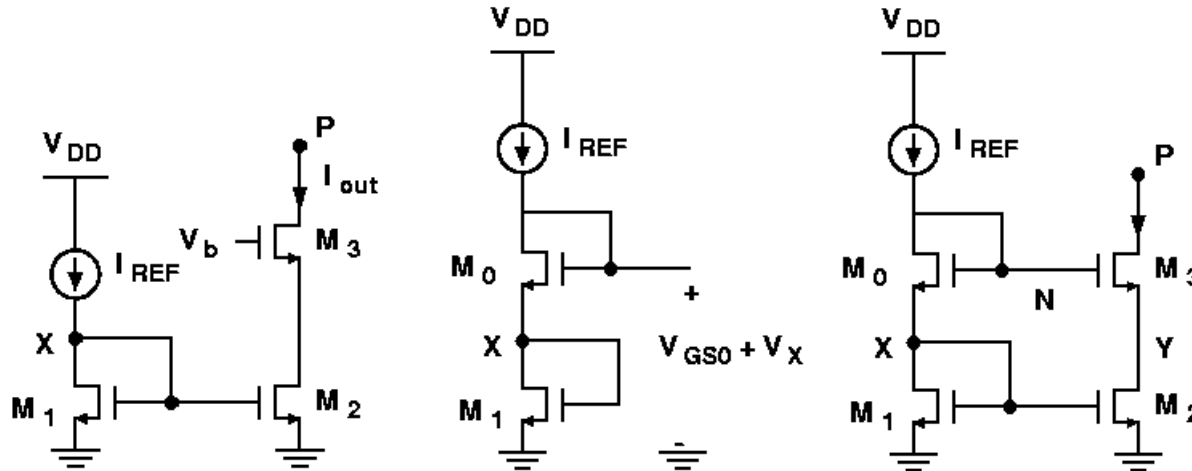 V DD
I REF
X
M 1
V b
P
I out
M 3
M 2
V DD
I REF
M 0
+
X
V GS0 + V X
M 1
-
V DD
I REF
P
M 0
M 3
N
X
Y
M 1
M 2